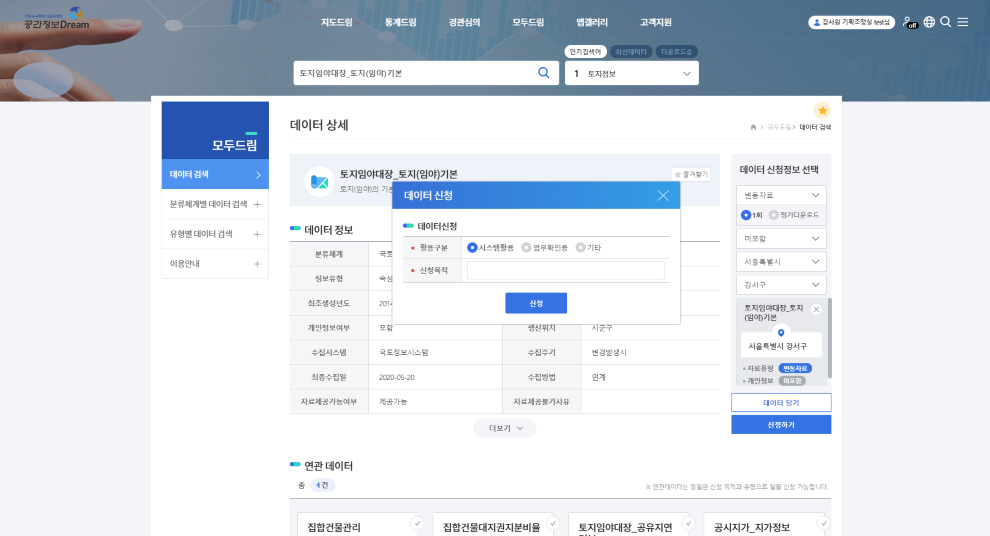 공간정보Dream
지도드림 통계드림 경관심의 모두드림 맵갤러리 고객지원
감사원 기획조정실 test님
off
인기검색어 최신데이터 다운로드순
토지임야대장_토지(임야)기본
1 토지정보
모두드림
데이터 검색
분류체계별 데이터 검색
유형별 데이터 검색
이용안내
데이터 상세
> 모두드림> 데이터 검색
토지임야대장_토지(임야)기본
즐겨찾기
토지(임야)의 기본
데이터 정보
분류체계 국토
정보유형 속성
최초생성년도 2014
개인정보여부 포함 생산위치 시군구
수집시스템 국토정보시스템 수집주기 변경발생시
최종수집일 2020-05-20 수집방법 연계
자료제공가능여부 제공가능 자료제공불가사유
더보기
데이터 신청
데이터신청
활용구분 시스템활용 업무확인용 기타
신청목적
신청
데이터 신청정보 선택
변동자료
1회 정기다운로드
미포함
서울특별시
강서구
토지임야대장_토지
(임야)기본
서울특별시 강서구
자료유형 변동자료
개인정보 미포함
데이터 담기
신청하기
연관 데이터
총 4건
※ 연관데이터는 동일한 신청 목적과 유형으로 일괄 신청 가능합니다.
집합건물관리
집합건물대지권지분비율
토지임야대장_공유지연
공시지가_지가정보